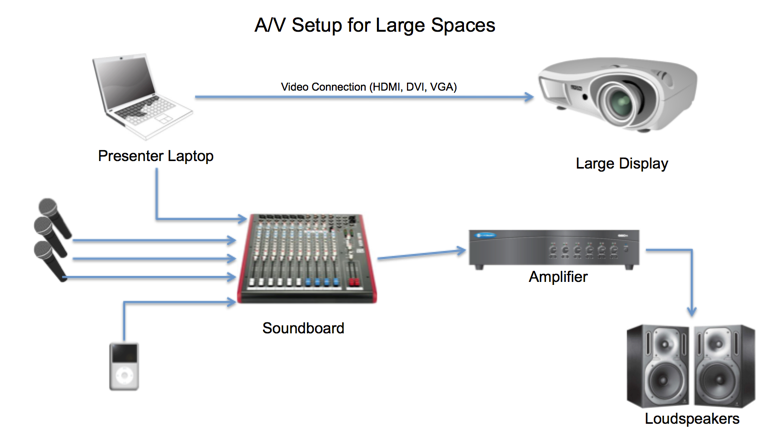 A/V Setup for Large Spaces
Video Connection (HDMI, DVI, VGA)
Presenter Laptop
Large Display
Amplifier
Soundboard
Loudspeakers